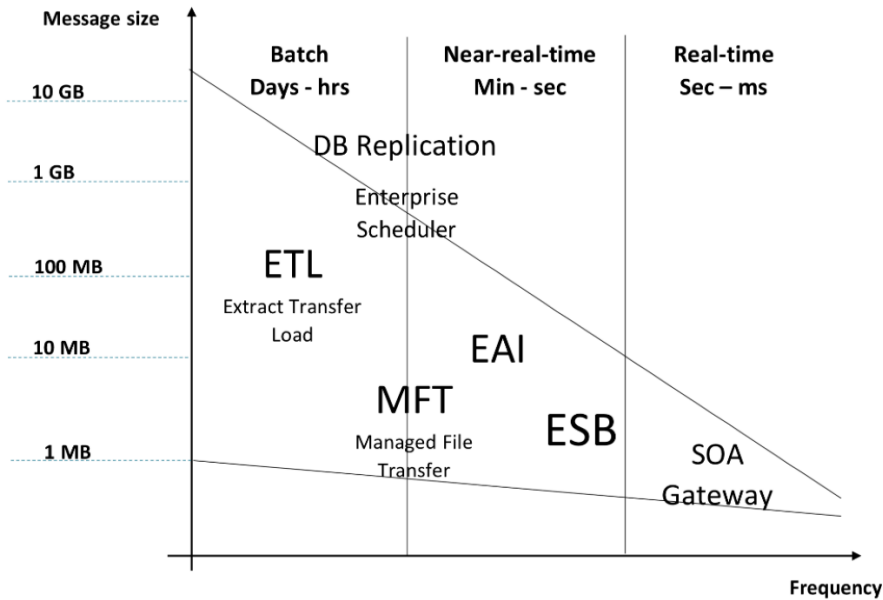 Message size
Batch
Days - hrs
Near-real-time
Min - sec
Real-time
Sec – ms
10 GB
DB Replication
1 GB
Enterprise
Scheduler
ETL
100 MB
Extract Transfer
Load
10 MB
EAI
MFT
Managed File
Transfer
ESB
1 MB
SOA
Gateway
Frequency